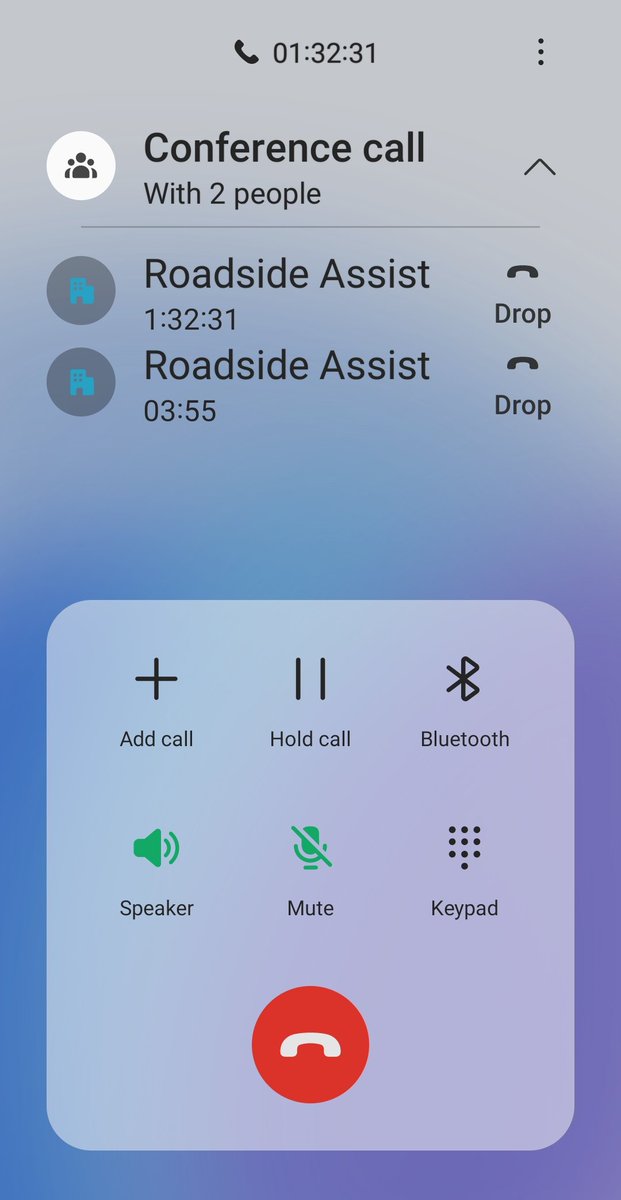 01:32:31
Conference call
With 2 people
Roadside Assist
1:32:31
Drop
Roadside Assist
03:55
Drop
Add call
Hold call
Bluetooth
Speaker
Mute
Keypad